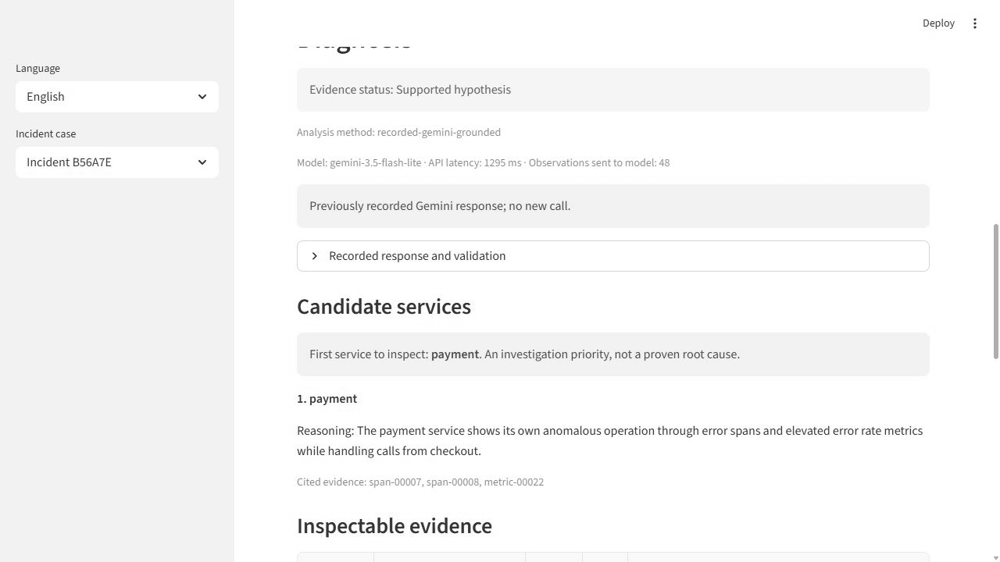 Deploy
Language
English
Incident case
Incident B56A7E
Diagnosis
Evidence status: Supported hypothesis
Analysis method: recorded-gemini-grounded
Model: gemini-3.5-flash-lite · API latency: 1295 ms · Observations sent to model: 48
Previously recorded Gemini response; no new call.
Recorded response and validation
Candidate services
First service to inspect: payment. An investigation priority, not a proven root cause.
1. payment
Reasoning: The payment service shows its own anomalous operation through error spans and elevated error rate metrics
while handling calls from checkout.
Cited evidence: span-00007, span-00008, metric-00022
Inspectable evidence